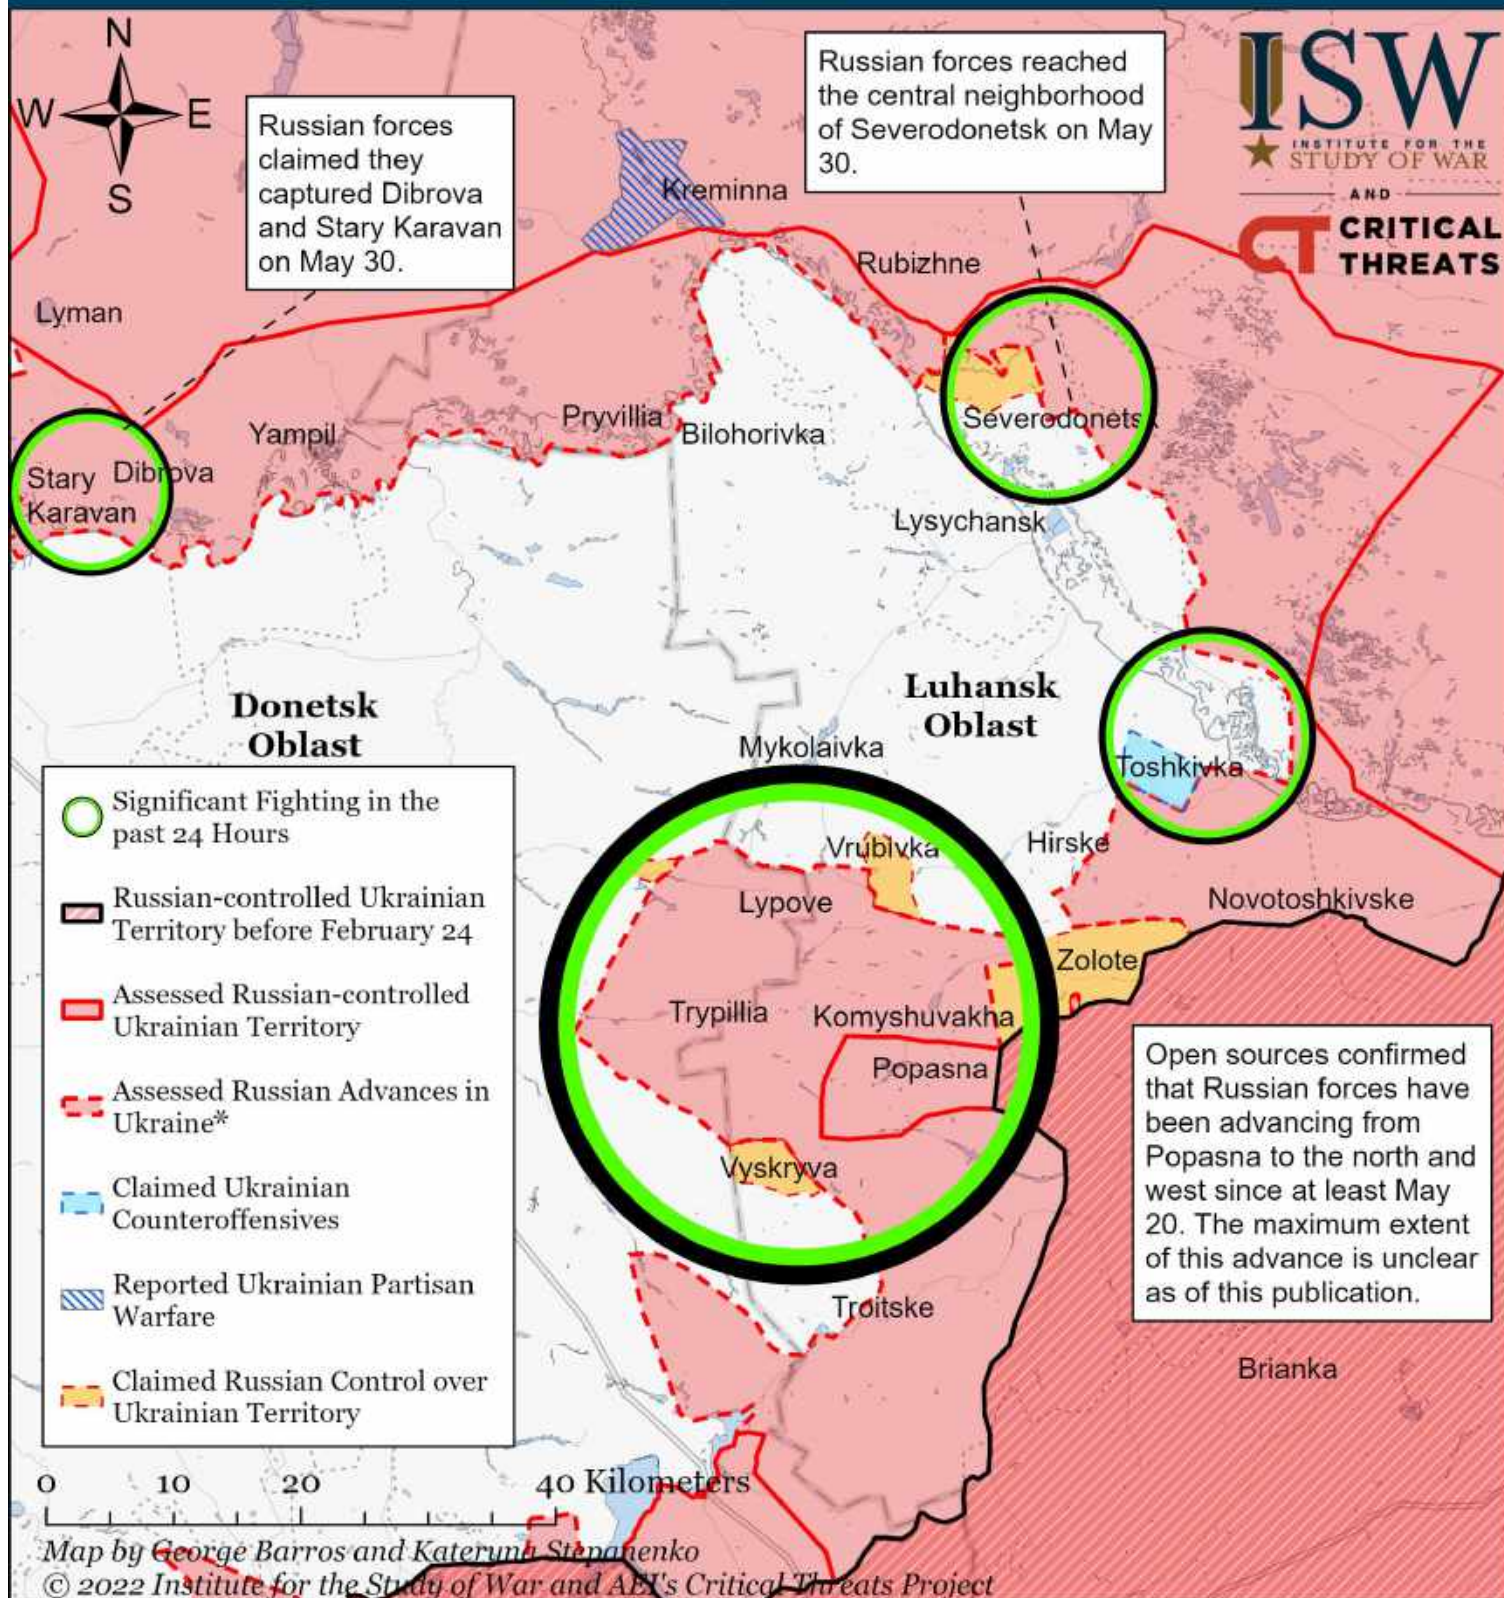 N
W
E
S
Russian forces
claimed they
captured Dibrova
and Stary Karavan
on May 30.
Russian forces reached
the central neighborhood
of Severodonetsk on May
30.
ISW
INSTITUTE FOR THE
STUDY OF WAR
AND
CT CRITICAL
THREATS
Kreminna
Rubizhne
Lyman
Pryvillia
Yampil
Bilohorivka
Severodonetsk
Stary
Karavan
Dibrova
Lysychansk
Donetsk
Oblast
Luhansk
Oblast
Mykolaivka
Toshkivka
Vrubivka
Hirske
Lypove
Novotoshkivske
Zolote
Trypillia
Komyshuvakha
Popasna
Vyskryva
Troitske
Brianka
Open sources confirmed
that Russian forces have
been advancing from
Popasna to the north and
west since at least May
20. The maximum extent
of this advance is unclear
as of this publication.
Significant Fighting in the
past 24 Hours
Russian-controlled Ukrainian
Territory before February 24
Assessed Russian-controlled
Ukrainian Territory
Assessed Russian Advances in
Ukraine*
Claimed Ukrainian
Counteroffensives
Reported Ukrainian Partisan
Warfare
Claimed Russian Control over
Ukrainian Territory
0 10 20 40 Kilometers
Map by George Barros and Kateryna Stepanenko
© 2022 Institute for the Study of War and AEI's Critical Threats Project